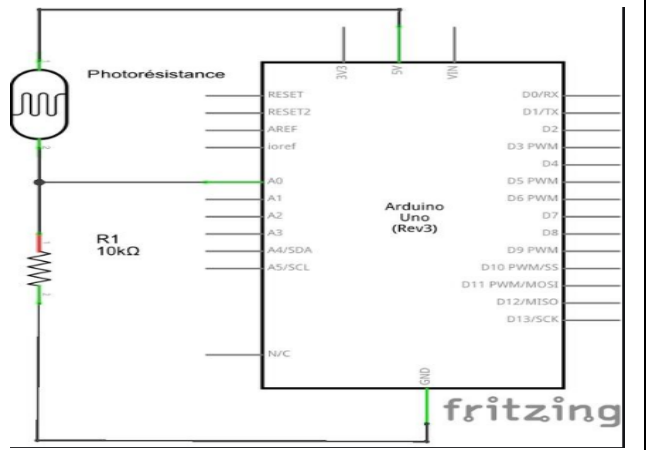 Photorésistance
3V3
5V
VIN
RESET
RESET2
AREF
ioref
A0
A1
A2
A3
A4/SDA
A5/SCL
N/C
Arduino
Uno
(Rev3)
D0/RX
D1/TX
D2
D3 PWM
D4
D5 PWM
D6 PWM
D7
D8
D9 PWM
D10 PWM/SS
D11 PWM/MOSI
D12/MISO
D13/SCK
R1
10kΩ
GND
fritzing